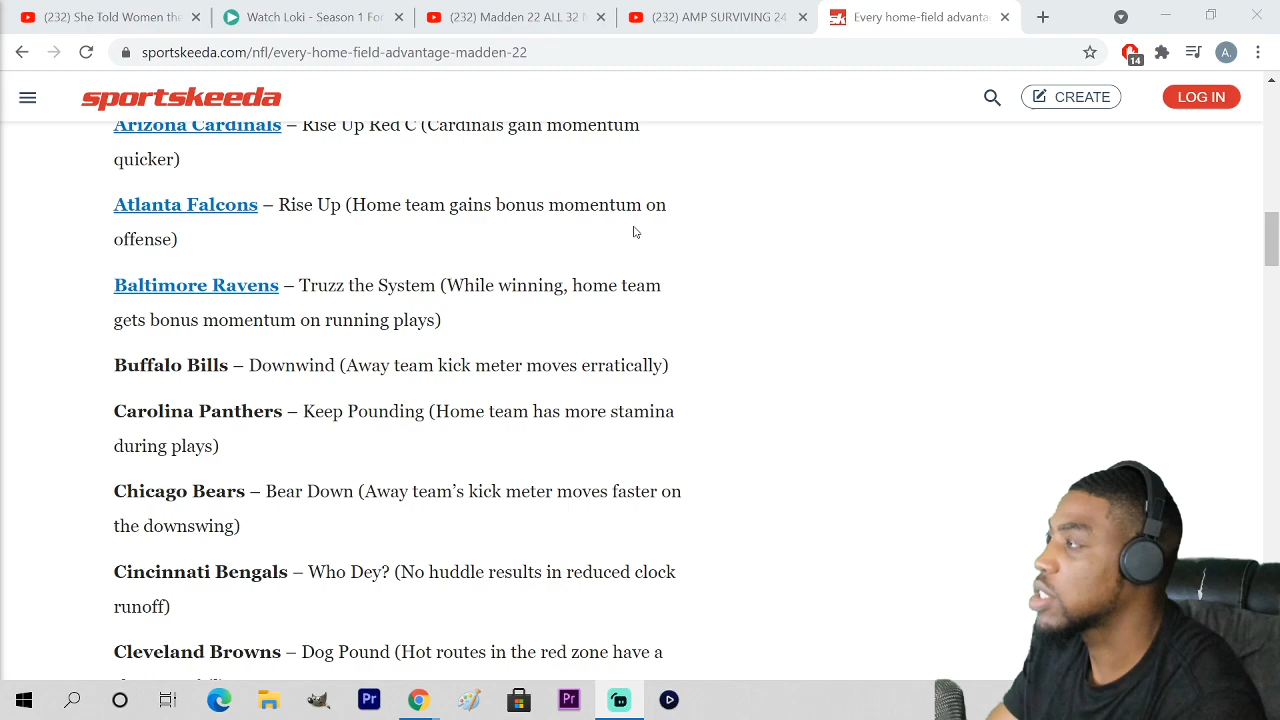 (232) She Told Women the
Watch Loki - Season 1 Fo
(232) Madden 22 ALL 32
(232) AMP SURVIVING 24
Every home-field advanta
sportskeeda.com/nfl/every-home-field-advantage-madden-22
14
A.
sportskeeda
CREATE
LOG IN
Arizona Cardinals – Rise Up Red C (Cardinals gain momentum
quicker)
Atlanta Falcons – Rise Up (Home team gains bonus momentum on
offense)
Baltimore Ravens – Truzz the System (While winning, home team
gets bonus momentum on running plays)
Buffalo Bills – Downwind (Away team kick meter moves erratically)
Carolina Panthers – Keep Pounding (Home team has more stamina
during plays)
Chicago Bears – Bear Down (Away team’s kick meter moves faster on
the downswing)
Cincinnati Bengals – Who Dey? (No huddle results in reduced clock
runoff)
Cleveland Browns – Dog Pound (Hot routes in the red zone have a
Pr
Pr